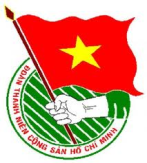 ĐOÀN THANH NIÊN CỘNG SẢN HỒ CHÍ MINH